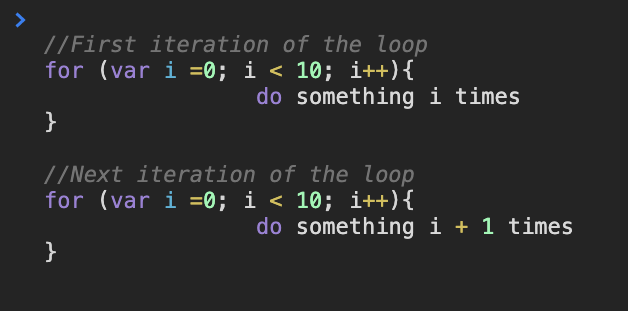 //First iteration of the loop
for (var i =0; i < 10; i++){
do something i times
}
//Next iteration of the loop
for (var i =0; i < 10; i++){
do something i + 1 times
}